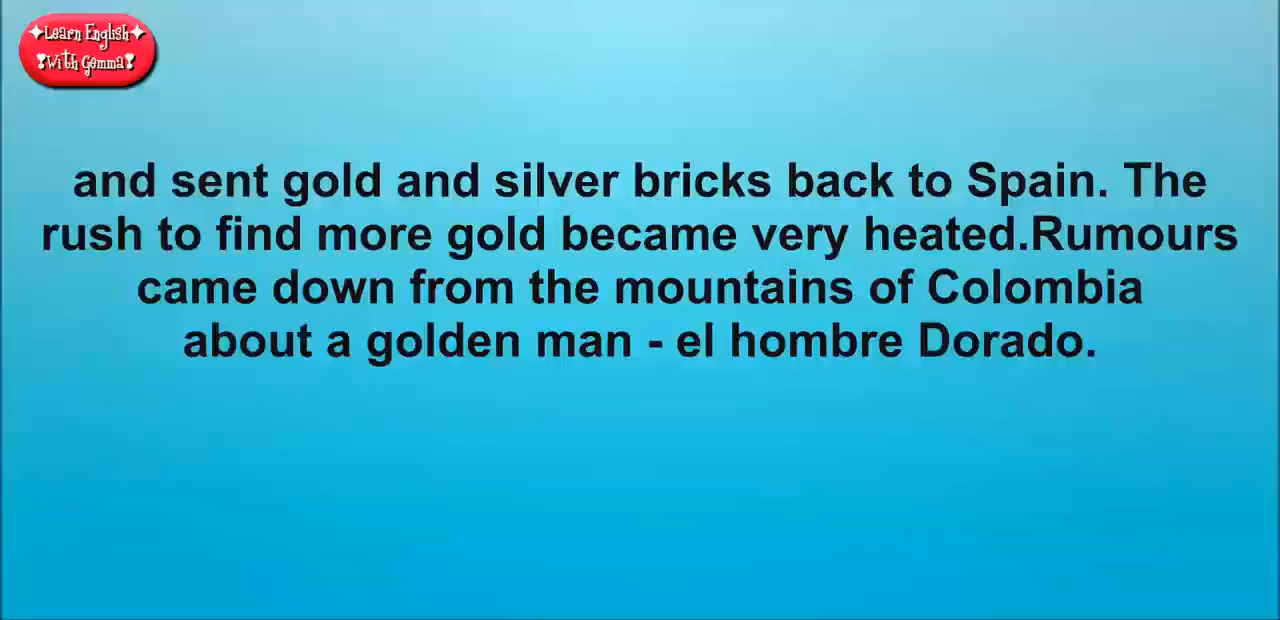 Learn English
With Gemma
and sent gold and silver bricks back to Spain. The
rush to find more gold became very heated.Rumours
came down from the mountains of Colombia
about a golden man - el hombre Dorado.